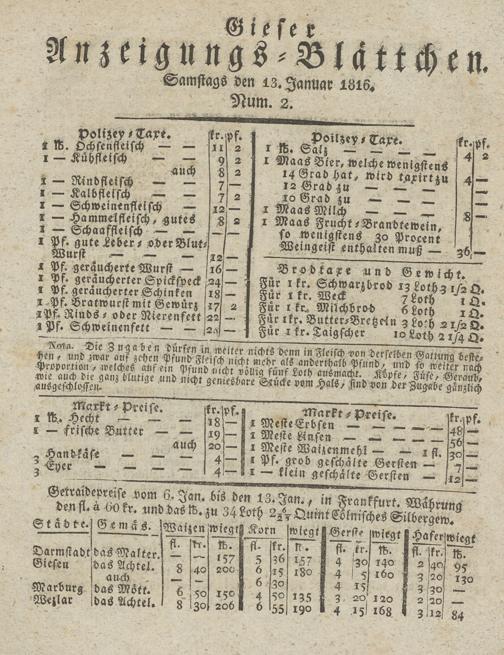 Gieser
Anzeigungs-Blättchen.
Samstags den 13. Januar 1816.
Num. 2.
Polizey-Taxe. kr. pf.
1 ℔. Ochsenfleisch — — 11 2
1 — Kühfleisch — — 9 2
auch 8 2
1 — Rindfleisch — — 7 —
1 — Kalbfleisch — — 7 2
1 — Schweinenfleisch — 12 —
1 — Hammelfleisch, gutes 8 2
1 — Schaaffleisch — —
1 Pf. gute Leber- oder Blut-
Wurst — — 12 —
1 Pf. geräucherte Wurst — 16 —
1 Pf. geräucherter Spickspeck 24 —
1 Pf. geräucherter Schinken 18 —
1 Pf. Bratwurst mit Gewürz 17 2
1 Pf. Rinds- oder Nierenfett 22 —
1 Pf. Schweinenfett — —
Poilzey-Taxe. kr. pf.
1 ℔. Salz — — — — 4 2
1 Maas Bier, welche wenigstens
14 Grad hat, wird taxirt zu 4 —
12 Grad zu — — —
10 Grad zu — — —
1 Maas Milch — — 8 —
1 Maas Frucht-Brandtewein,
so wenigstens 30 Procent
Weingeist enthalten muß — 36 —
Brodtaxe und Gewicht.
Für 1 kr. Schwarzbrod 13 Loth 3 1/2 Q.
Für 1 kr. Weck 7 Loth 1 Q.
Für 1 kr. Milchbrod 6 Loth 1 Q.
Für 1 kr. Butter-Bretzeln 3 Loth 2 1/2 Q.
Für 1 kr. Taigscher 10 Loth 2 1/4 Q.
Nota. Die Zugaben dürfen in weiter nichts denn in Fleisch von derselben Gattung beste-
hen, und zwar auf zehen Pfund Fleisch nicht mehr als anderthalb Pfund, und so weiter nach
Proportion, welches auf ein Pfund nicht völlig fünf Loth ausmacht. Köpfe, Füse, Geraub,
wie auch die ganz blutige und nicht geniesbare Stücke vom Hals, sind von der Zugabe gänzlich
ausgeschlossen.
Markt-Preise. kr. pf.
1 ℔. Hecht — — 18 —
1 — frische Butter — — 19 —
auch 20 —
3 Handkäse — — 4 —
3 Eyer — — 4 —
Markt-Preise. kr. pf.
1 Meste Erbsen — — — 48 —
1 Meste Linsen — — — 56 —
1 Meste Waizenmehl — 1 fl. 30 —
1 Pf. grob geschälte Gersten — 7 —
1 — klein geschälte Gersten — 12 —
Getraidepreise vom 6. Jan. bis den 13. Jan., in Frankfurt. Währung
den fl. à 60 kr. und das ℔. zu 34 Loth 2 6/7 Quint Cölnisches Silbergew.
Städte. Gemäs. Waizen wiegt Korn wiegt Gerste wiegt Hafer wiegt
fl. kr. ℔. fl. kr. ℔. fl. kr. ℔. fl. kr. ℔.
Darmstadt das Malter. — — 157 5 36 157 4 30 140 2 40 95
Giesen das Achtel. 8 40 200 6 15 180 4 5 160 3 20 130
auch — — 6 30 4 15 3 30
Marburg das Mött. 6 50 150 4 50 135 3 20 120 2 20 —
Wezlar das Achtel. 8 30 206 6 55 190 4 15 168 3 12 84